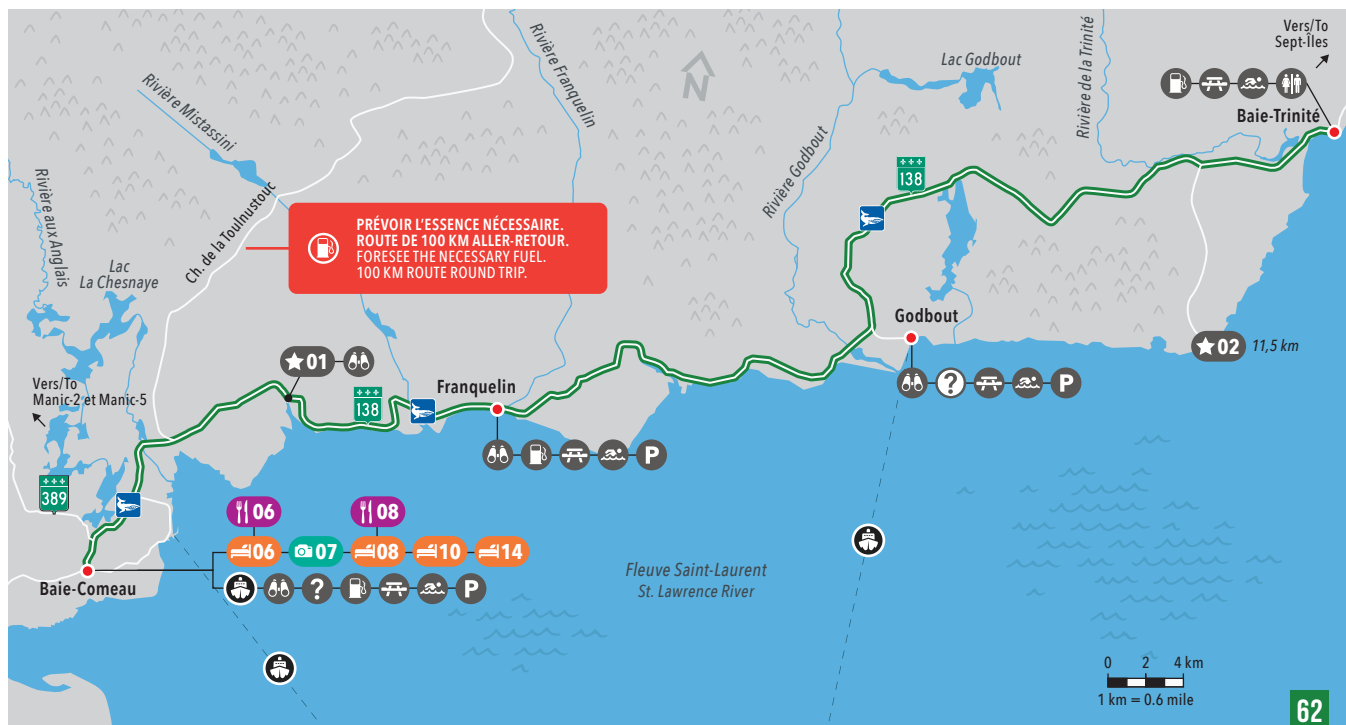 Vers/To
Sept-Îles
Baie-Trinité
Rivière de la Trinité
Lac Godbout
Rivière Godbout
Rivière Franquelin
Rivière Mistassini
N
138
PRÉVOIR L'ESSENCE NÉCESSAIRE.
ROUTE DE 100 KM ALLER-RETOUR.
FORESEE THE NECESSARY FUEL.
100 KM ROUTE ROUND TRIP.
Ch. de la Toulnustouc
Rivière aux Anglais
Lac
La Chesnaye
Godbout
02
11,5 km
?
P
01
Franquelin
138
P
Vers/To
Manic-2 et Manic-5
389
06
08
06
07
08
10
14
Baie-Comeau
?
P
Fleuve Saint-Laurent
St. Lawrence River
0 2 4 km
1 km = 0.6 mile
62